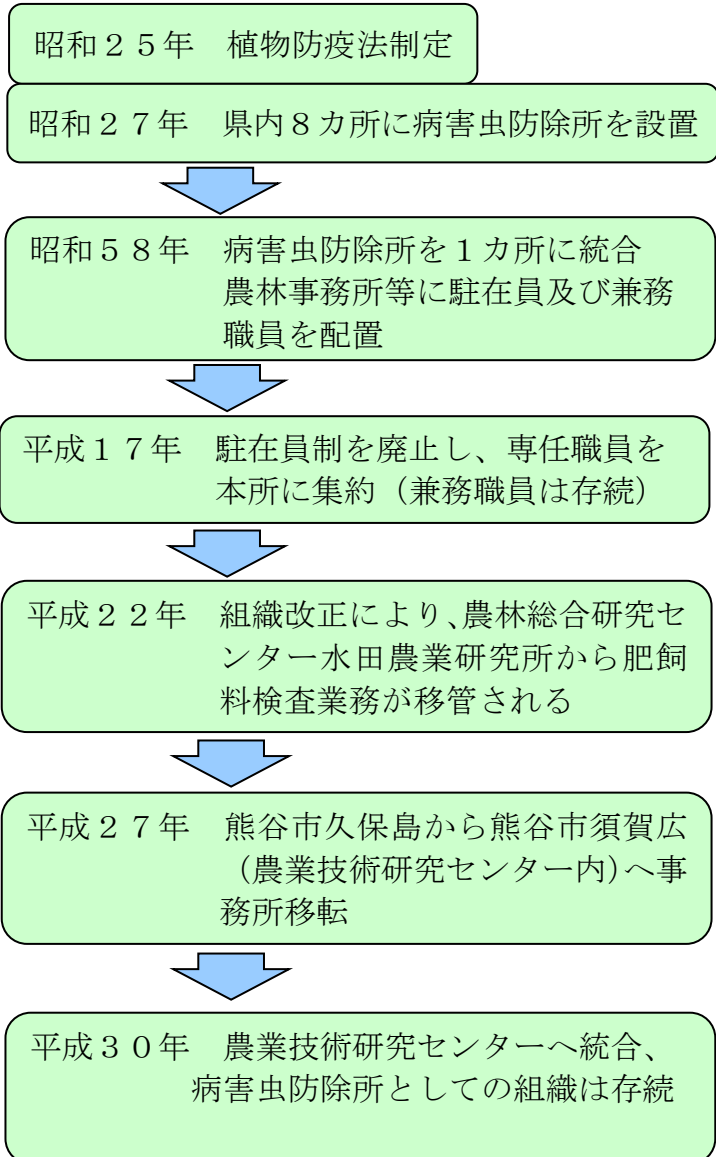 昭和２５年　植物防疫法制定
昭和２７年　県内８カ所に病害虫防除所を設置
昭和５８年　病害虫防除所を１カ所に統合
農林事務所等に駐在員及び兼務
職員を配置
平成１７年　駐在員制を廃止し、専任職員を
本所に集約（兼務職員は存続）
平成２２年　組織改正により、農林総合研究セ
ンター水田農業研究所から肥飼
料検査業務が移管される
平成２７年　熊谷市久保島から熊谷市須賀広
（農業技術研究センター内）へ事
務所移転
平成３０年　農業技術研究センターへ統合、
病害虫防除所としての組織は存続